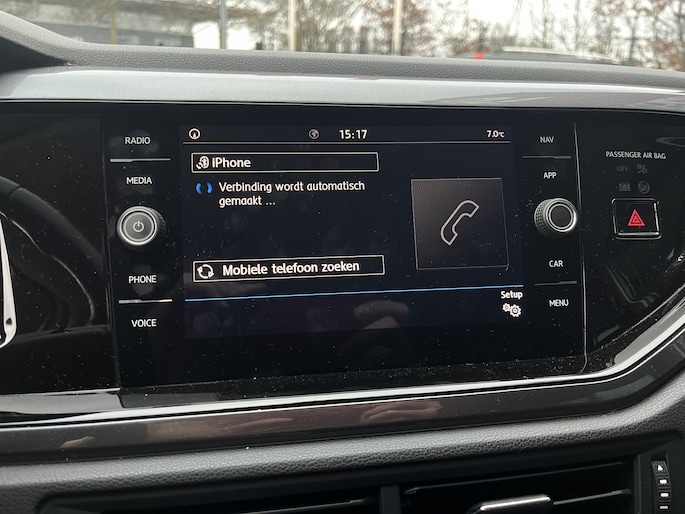 RADIO
MEDIA
PHONE
VOICE
15:17
7.0°C
iPhone
Verbinding wordt automatisch
gemaakt ...
Mobiele telefoon zoeken
Setup
NAV
APP
CAR
MENU
PASSENGER AIR BAG
OFF